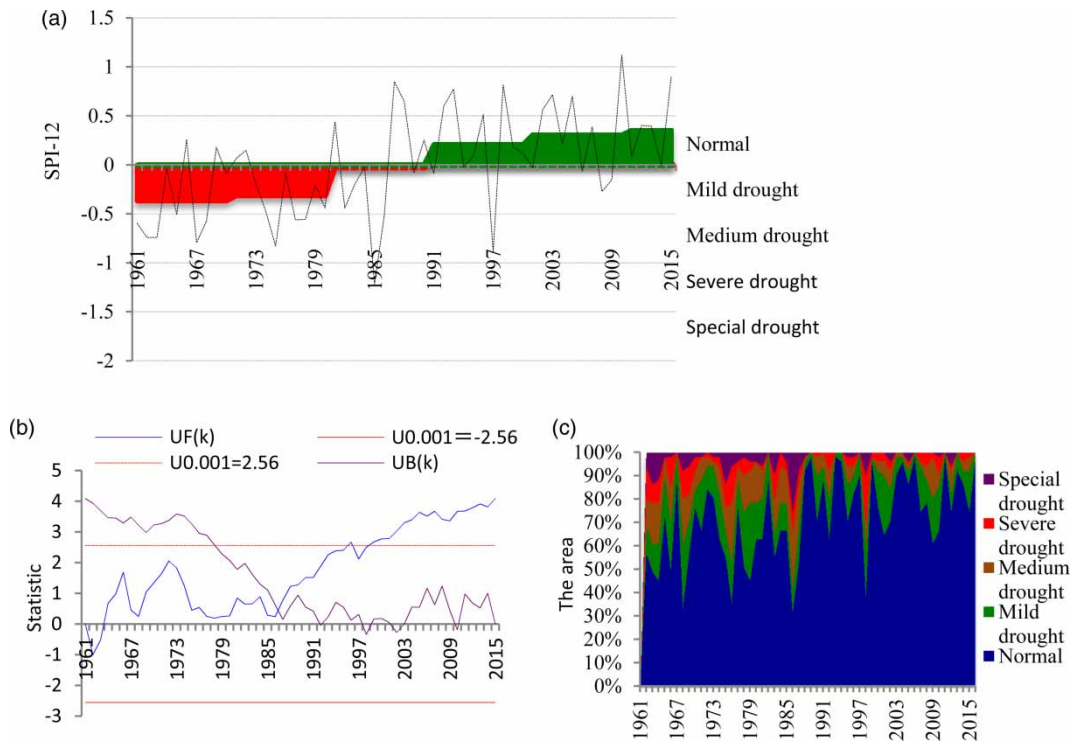 (a)
1.5
1
0.5
0
-0.5
-1
-1.5
-2
SPI-12
1961
1967
1973
1979
1985
1991
1997
2003
2009
2015
Normal
Mild drought
Medium drought
Severe drought
Special drought
(b)
UF(k)
U0.001=-2.56
U0.001=2.56
UB(k)
5
4
3
2
1
0
-1
-2
-3
Statistic
1961
1967
1973
1979
1985
1991
1997
2003
2009
2015
(c)
100%
90%
80%
70%
60%
50%
40%
30%
20%
10%
0%
The area
1961
1967
1973
1979
1985
1991
1997
2003
2009
2015
Special
drought
Severe
drought
Medium
drought
Mild
drought
Normal